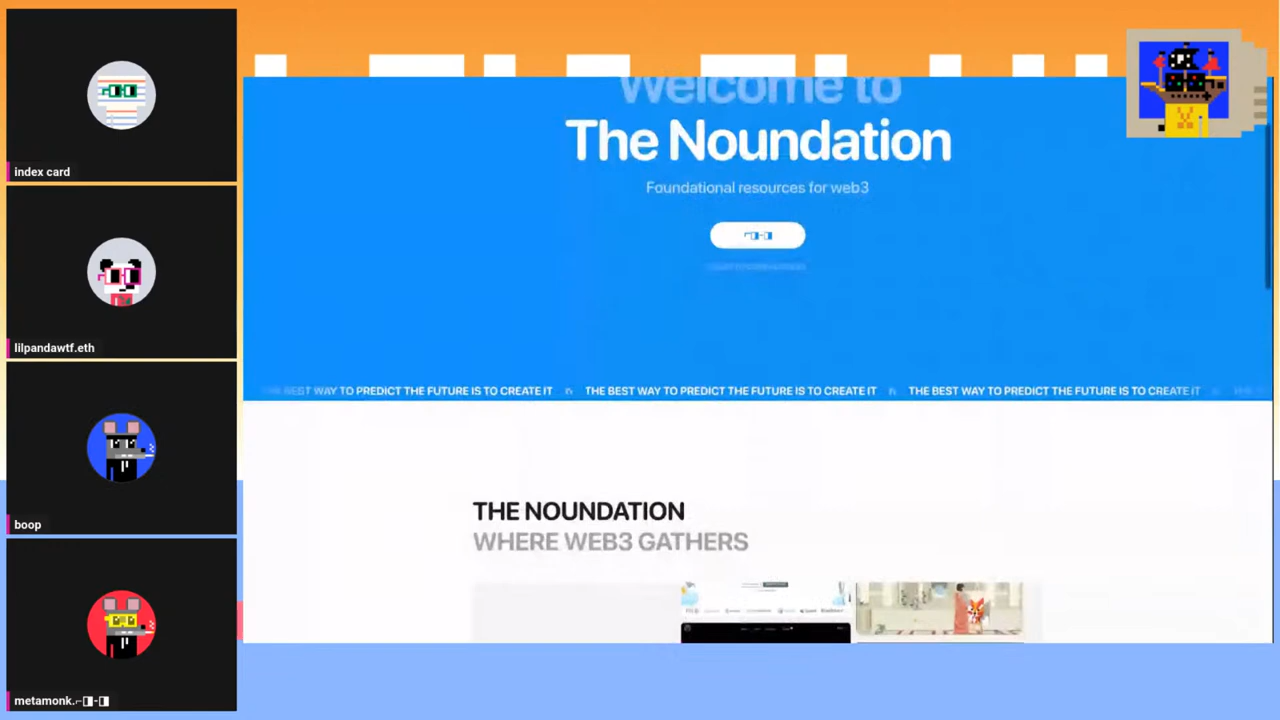 index card
lilpandawtf.eth
boop
metamonk.⌐◨-◨
Welcome to
The Noundation
Foundational resources for web3
⌐◨-◨
BEST WAY TO PREDICT THE FUTURE IS TO CREATE IT THE BEST WAY TO PREDICT THE FUTURE IS TO CREATE IT THE BEST WAY TO PREDICT THE FUTURE IS TO CREATE IT
THE NOUNDATION
WHERE WEB3 GATHERS